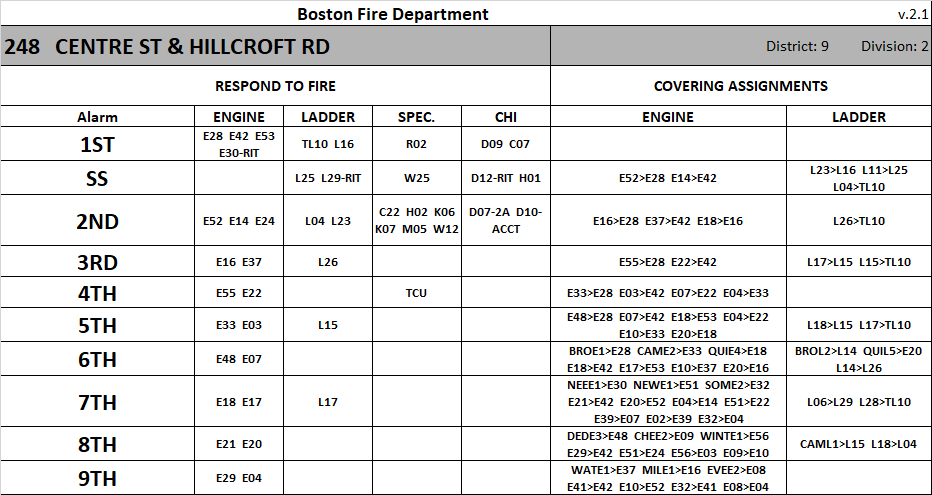 Boston Fire Department v.2.1
248 CENTRE ST & HILLCROFT RD District: 9 Division: 2
RESPOND TO FIRE COVERING ASSIGNMENTS
Alarm ENGINE LADDER SPEC. CHI ENGINE LADDER
1ST E28 E42 E53 TL10 L16 R02 D09 C07
E30-RIT
SS L25 L29-RIT W25 D12-RIT H01 E52>E28 E14>E42 L23>L16 L11>L25
L04>TL10
2ND E52 E14 E24 L04 L23 C22 H02 K06 D07-2A D10- E16>E28 E37>E42 E18>E16 L26>TL10
K07 M05 W12 ACCT
3RD E16 E37 L26 E55>E28 E22>E42 L17>L15 L15>TL10
4TH E55 E22 TCU E33>E28 E03>E42 E07>E22 E04>E33
5TH E33 E03 L15 E48>E28 E07>E42 E18>E53 E04>E22 L18>L15 L17>TL10
E10>E33 E20>E18
6TH E48 E07 BROE1>E28 CAME2>E33 QUIE4>E18 BROL2>L14 QUIL5>E20
E18>E42 E17>E53 E10>E37 E20>E16 L14>L26
7TH E18 E17 L17 NEEE1>E30 NEWE1>E51 SOME2>E32 L06>L29 L28>TL10
E21>E42 E20>E52 E04>E14 E51>E22
E39>E07 E02>E39 E32>E04
8TH E21 E20 DEDE3>E48 CHEE2>E09 WINTE1>E56 CAML1>L15 L18>L04
E29>E42 E51>E24 E56>E03 E09>E10
9TH E29 E04 WATE1>E37 MILE1>E16 EVEE2>E08
E41>E42 E10>E52 E32>E41 E08>E04